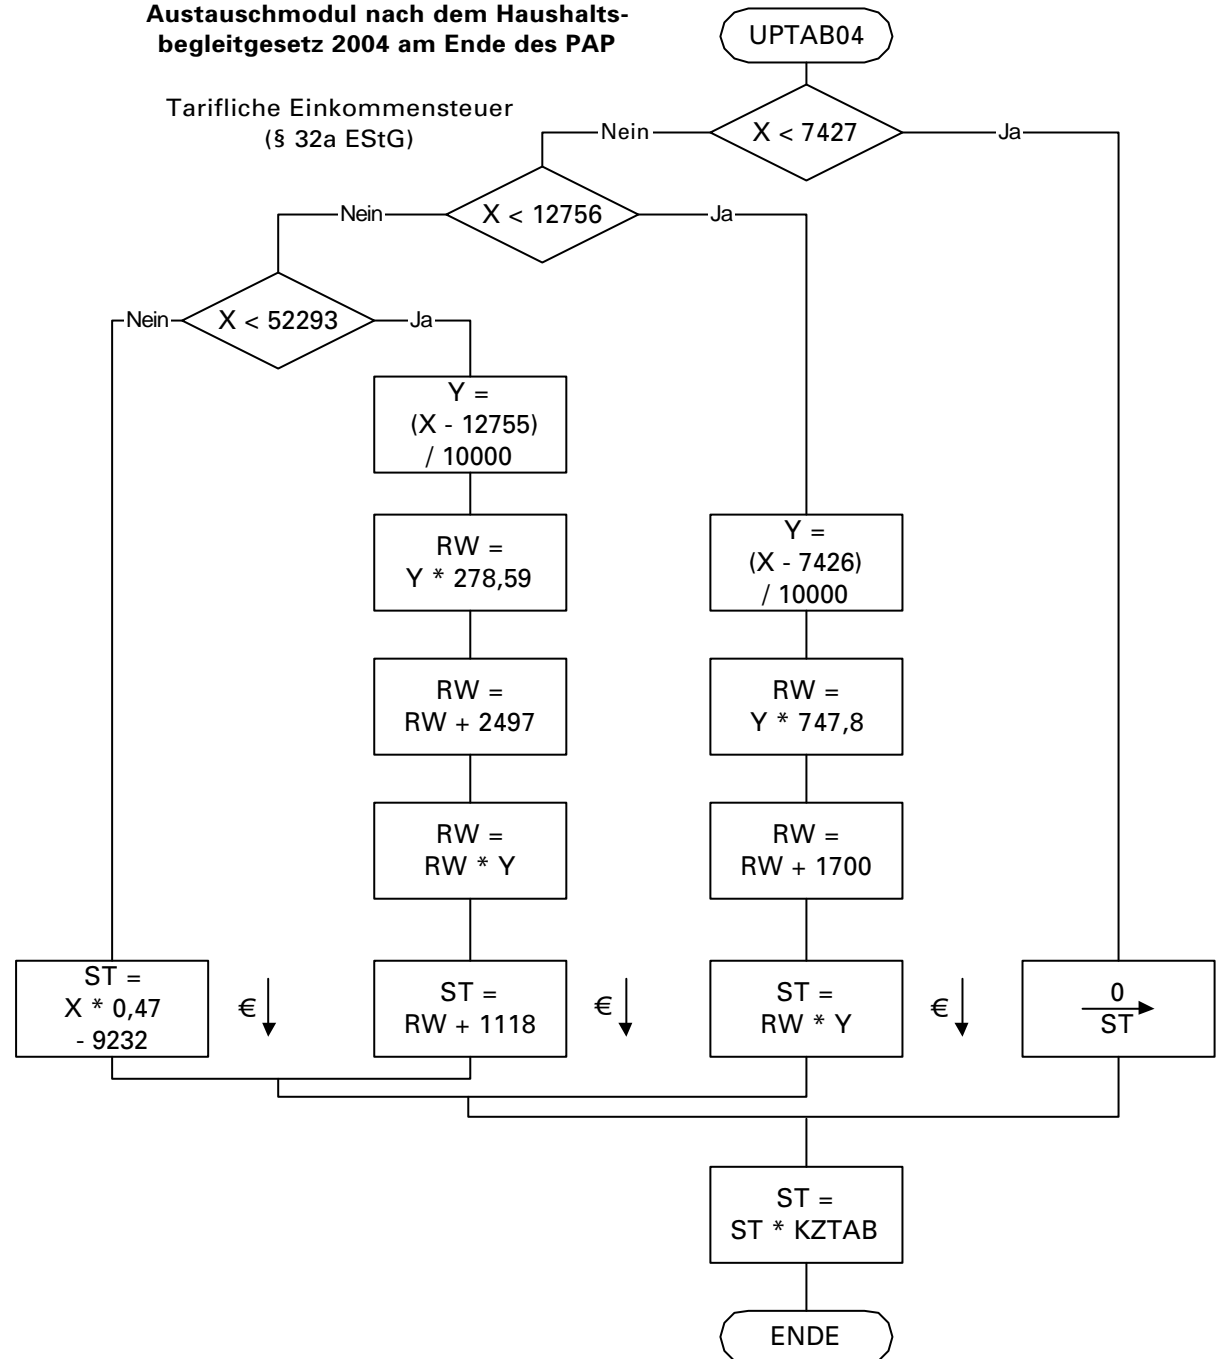 Austauschmodul nach dem Haushalts-
begleitgesetz 2004 am Ende des PAP
UPTAB04
Tarifliche Einkommensteuer
(§ 32a EStG)
Nein
X < 7427
Ja
Nein
X < 12756
Ja
Nein
X < 52293
Ja
Y =
(X - 12755)
/ 10000
RW =
Y * 278,59
Y =
(X - 7426)
/ 10000
RW =
RW + 2497
RW =
Y * 747,8
RW =
RW * Y
RW =
RW + 1700
ST =
X * 0,47
- 9232
€
ST =
RW + 1118
€
ST =
RW * Y
€
0
ST
ST =
ST * KZTAB
ENDE